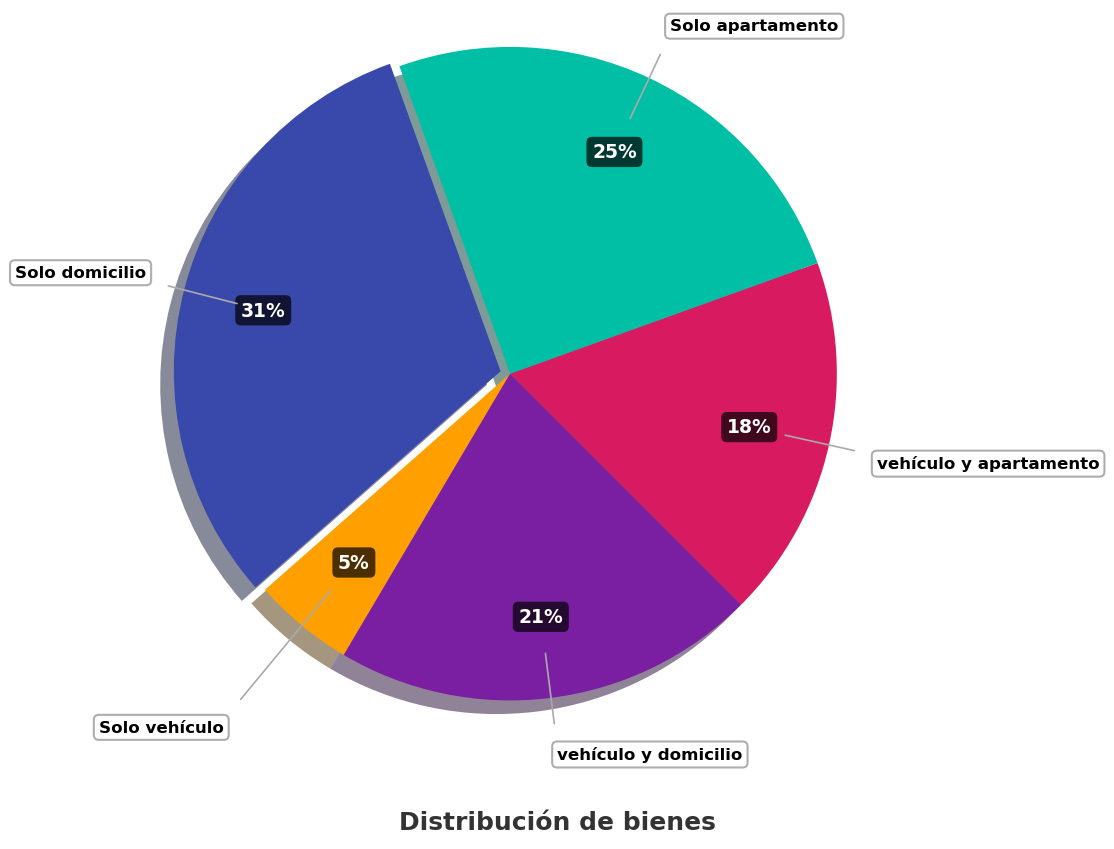 Solo apartamento
25%
Solo domicilio
31%
18%
vehículo y apartamento
5%
21%
Solo vehículo
vehículo y domicilio
Distribución de bienes